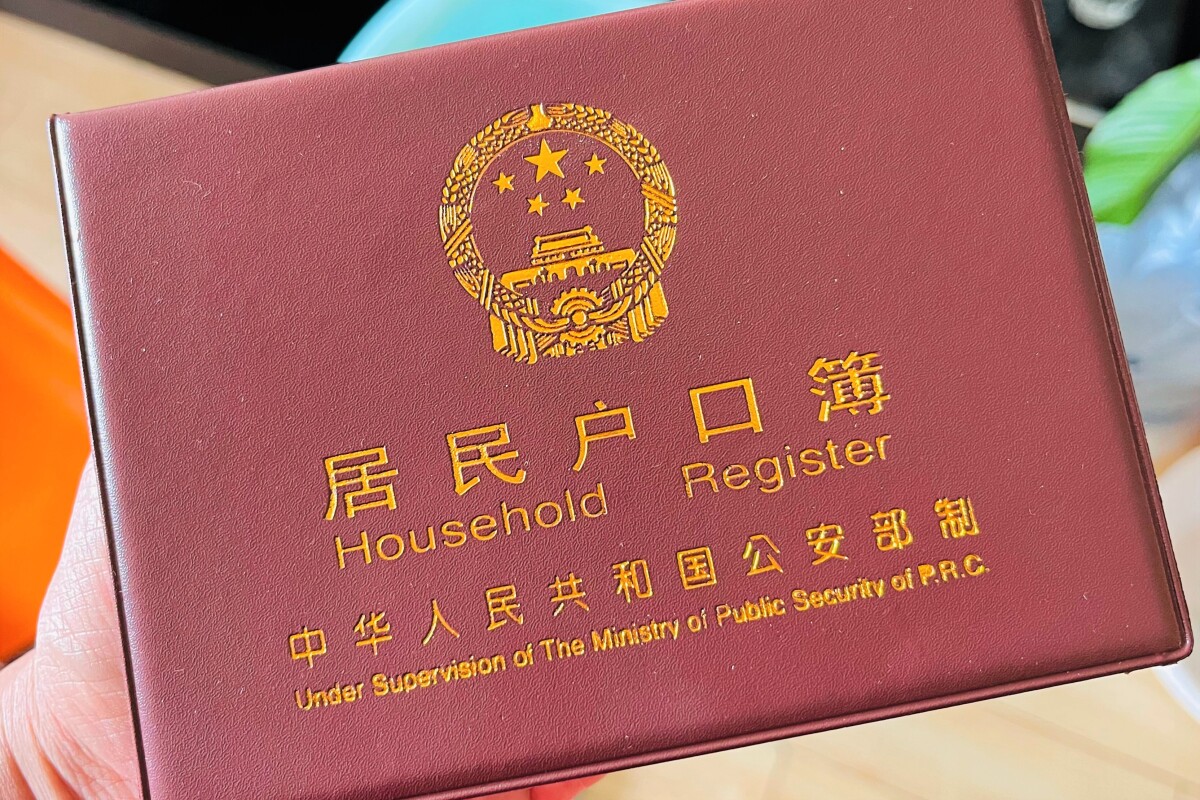 居民户口簿
Household Register
中华人民共和国公安部制
Under Supervision of The Ministry of Public Security of P.R.C.